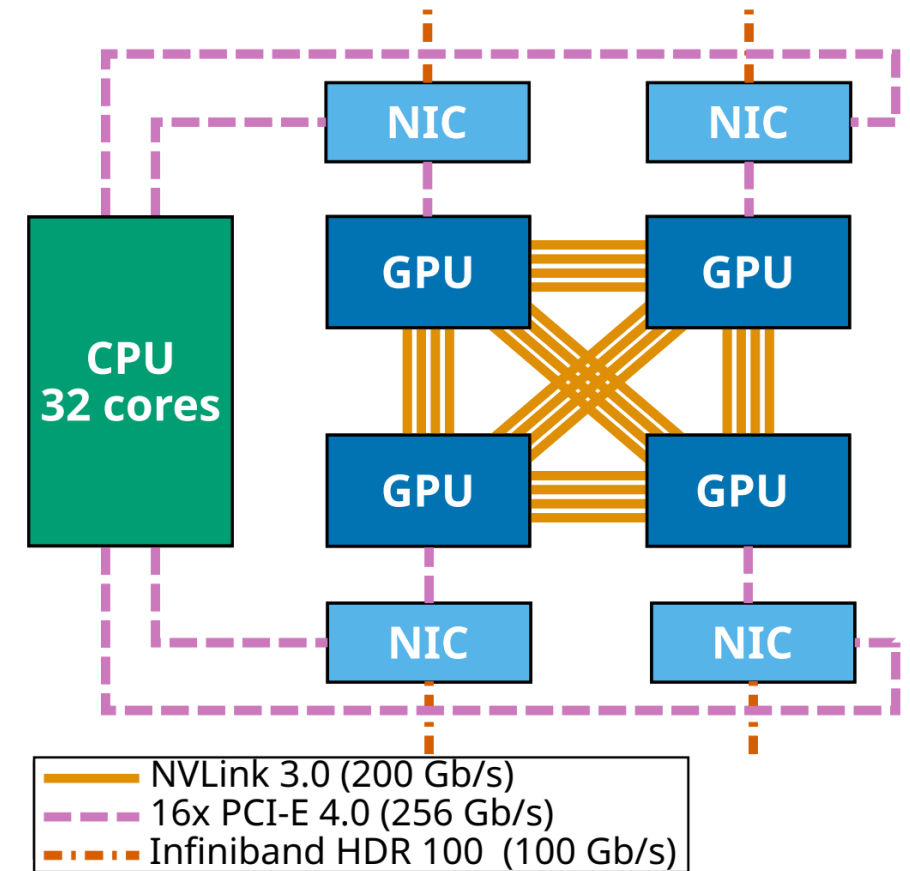 NIC
NIC
GPU
GPU
CPU
32 cores
GPU
GPU
NIC
NIC
NVLink 3.0 (200 Gb/s)
16x PCI-E 4.0 (256 Gb/s)
Infiniband HDR 100 (100 Gb/s)